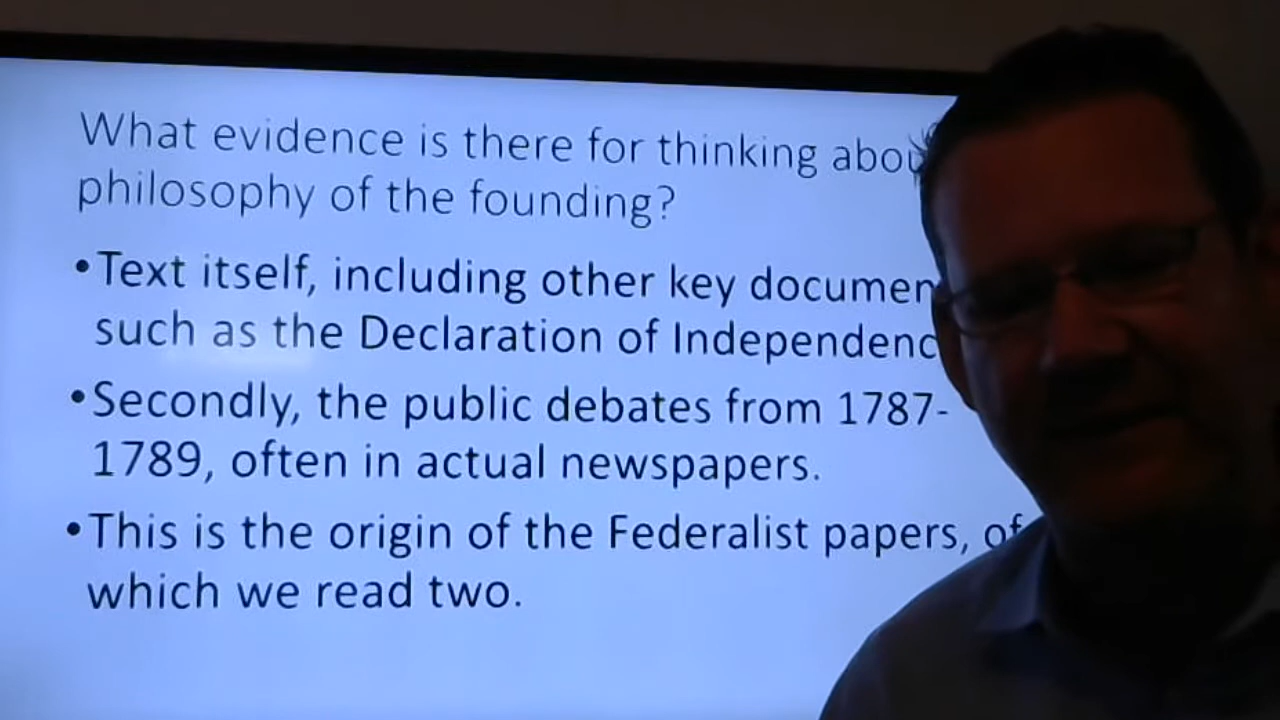 What evidence is there for thinking abou
philosophy of the founding?
•Text itself, including other key documen
such as the Declaration of Independenc
•Secondly, the public debates from 1787-
1789, often in actual newspapers.
•This is the origin of the Federalist papers, of
which we read two.